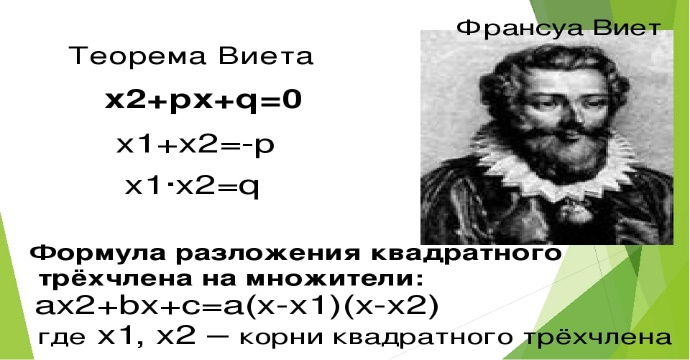 Франсуа Виет
Теорема Виета
x2+px+q=0
x1+x2=-p
x1·x2=q
Формула разложения квадратного
трёхчлена на множители:
ax2+bx+c=a(x-x1)(x-x2)
где x1, x2 — корни квадратного трёхчлена